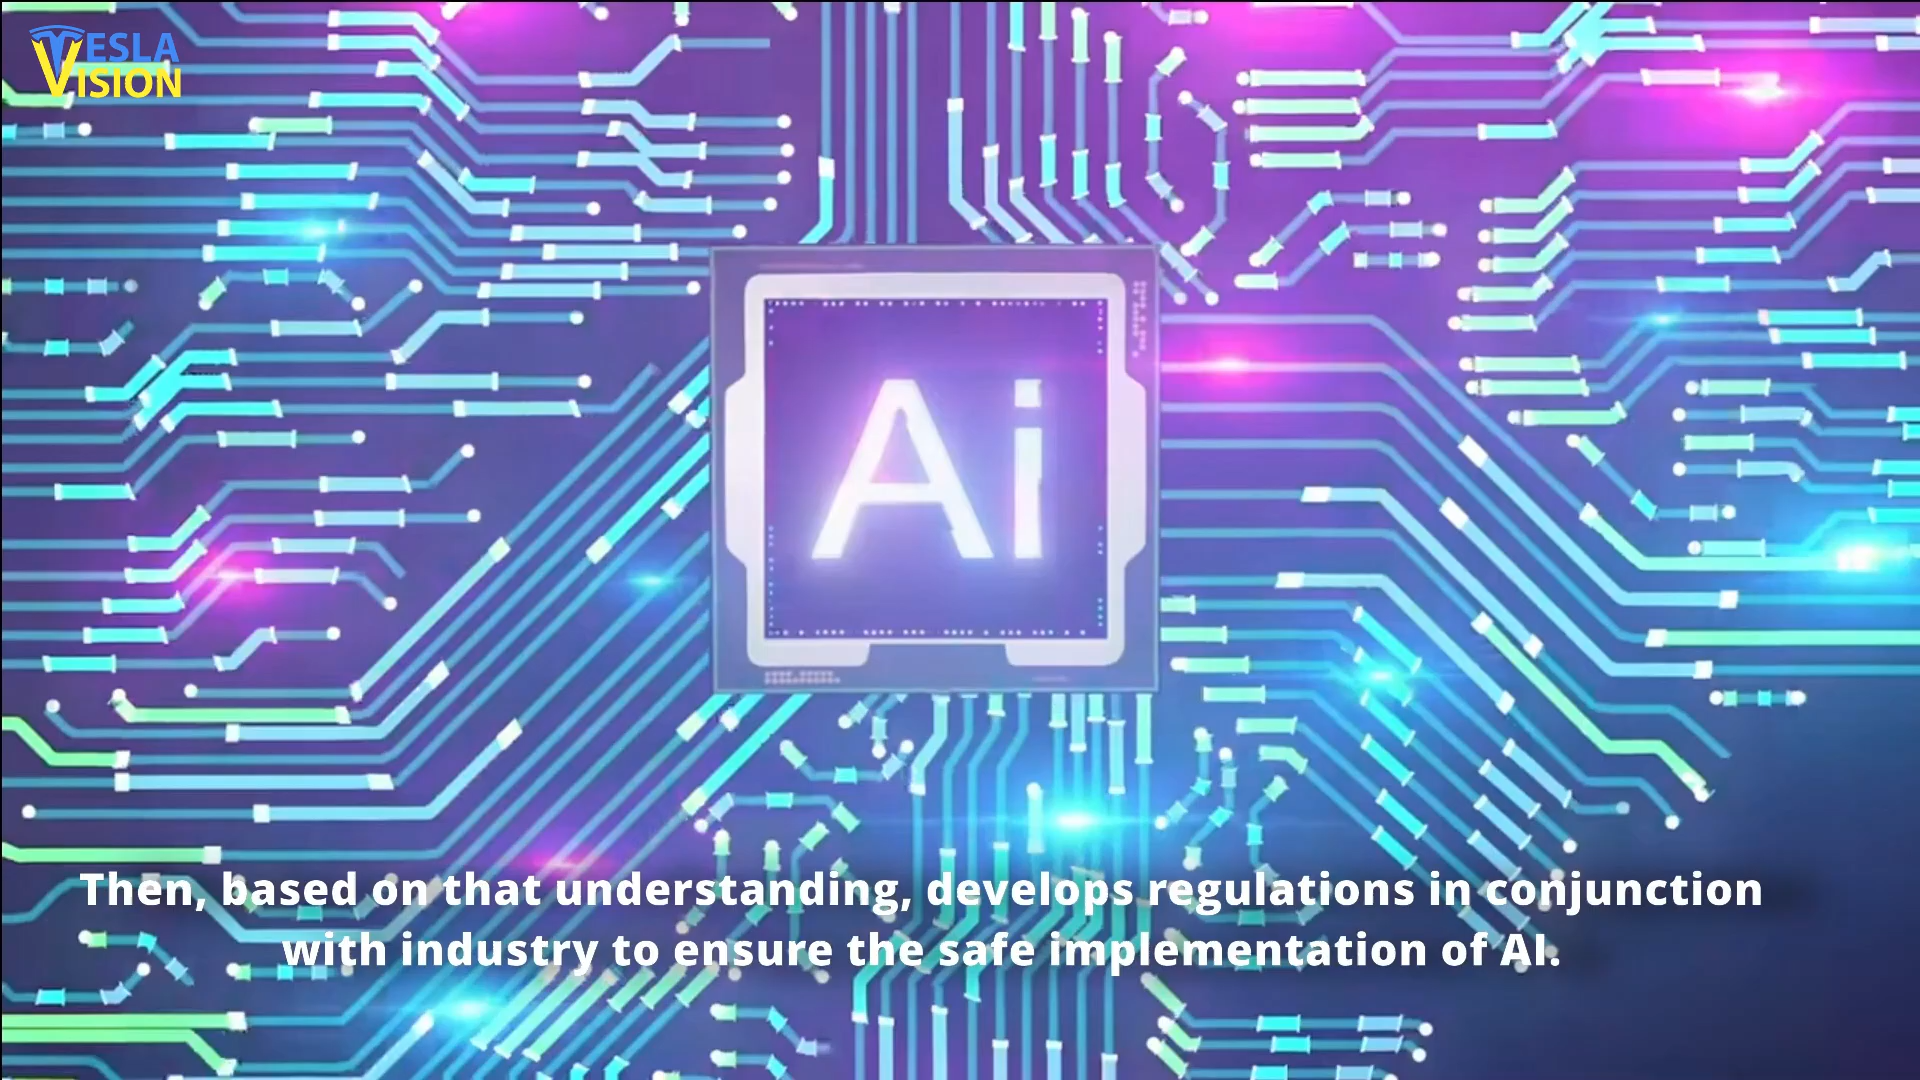 TESLA
VISION
Ai
Then, based on that understanding, develops regulations in conjunction
with industry to ensure the safe implementation of AI.